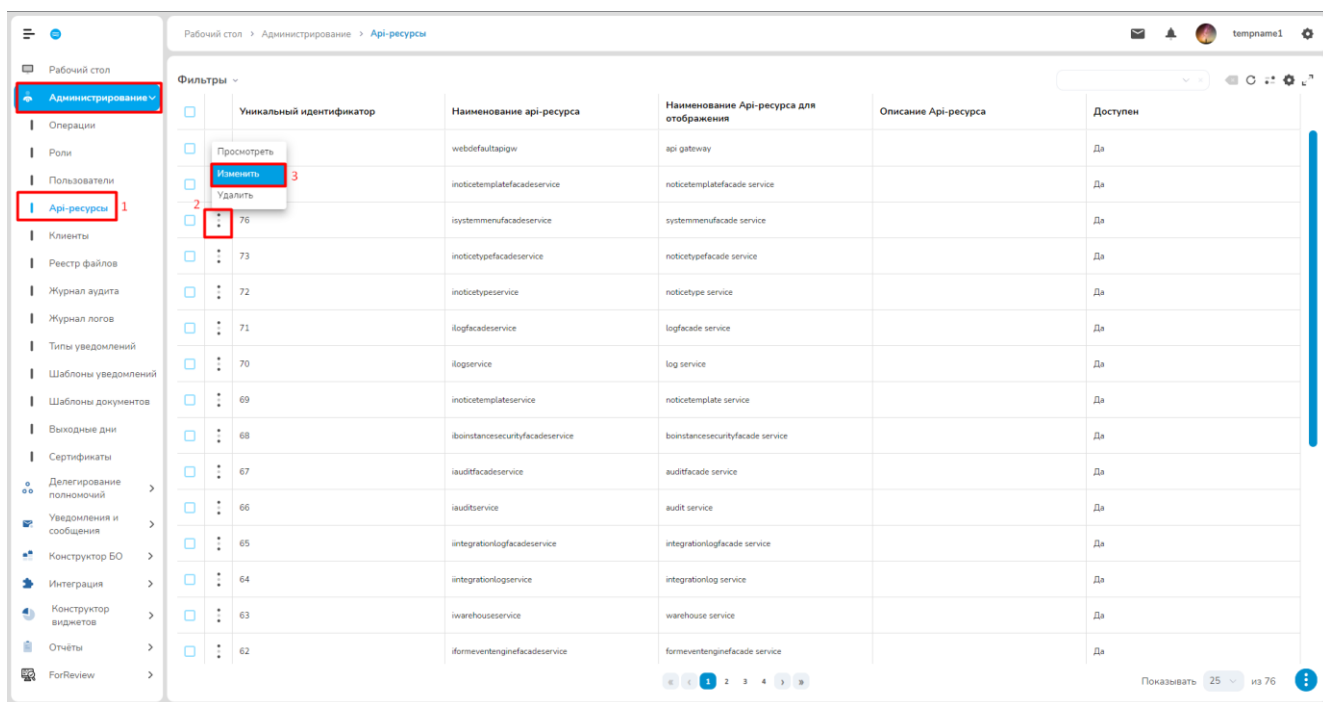 Рабочий стол > Администрирование > Api-ресурсы
tempname1
Рабочий стол
Администрирование
Операции
Роли
Пользователи
Api-ресурсы
1
Клиенты
Реестр файлов
Журнал аудита
Журнал логов
Типы уведомлений
Шаблоны уведомлений
Шаблоны документов
Выходные дни
Сертификаты
Делегирование
полномочий
Уведомления и
сообщения
Конструктор БО
Интеграция
Конструктор
виджетов
Отчёты
ForReview
Фильтры
Уникальный идентификатор Наименование api-ресурса Наименование Api-ресурса для
отображения Описание Api-ресурса Доступен
Просмотреть
Изменить
3
Удалить
2
webdefaultapigw api gateway Да
inoticetemplatefacadeservice noticetemplatefacade service Да
76 isystemmenufacadeservice systemmenufacade service Да
73 inoticetypefacadeservice noticetypefacade service Да
72 inoticetypeservice noticetype service Да
71 ilogfacadeservice logfacade service Да
70 ilogservice log service Да
69 inoticetemplateservice noticetemplate service Да
68 iboinstancesecurityfacadeservice boinstancesecurityfacade service Да
67 iauditfacadeservice auditfacade service Да
66 iauditservice audit service Да
65 iintegrationlogfacadeservice integrationlogfacade service Да
64 iintegrationlogservice integrationlog service Да
63 iwarehouseservice warehouse service Да
62 iformeventenginefacadeservice formeventenginefacade service Да
« ‹ 1 2 3 4 › »
Показывать 25 из 76